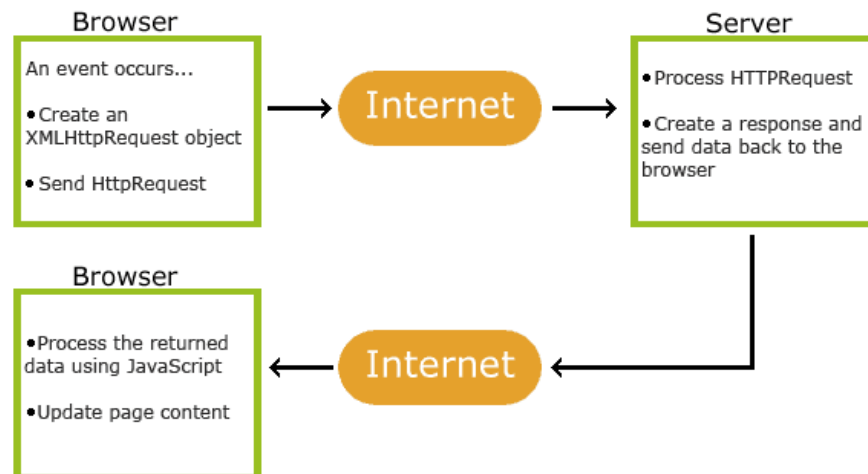 Browser
An event occurs...
•Create an
XMLHttpRequest object
• Send HttpRequest
Internet
Server
•Process HTTPRequest
•Create a response and
send data back to the
browser
Browser
•Process the returned
data using JavaScript
•Update page content
Internet